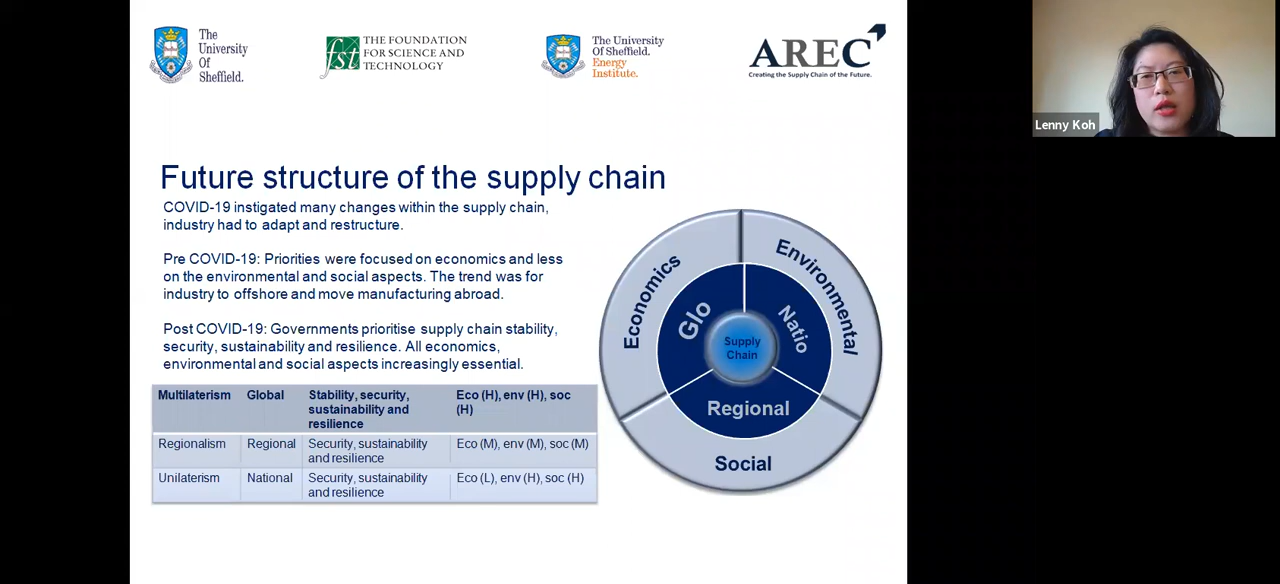 The
University
Of
Sheffield.
fst
THE FOUNDATION
FOR SCIENCE AND
TECHNOLOGY
The University
Of Sheffield.
Energy
Institute.
AREC
Creating the Supply Chain of the Future.
Lenny Koh
Future structure of the supply chain
COVID-19 instigated many changes within the supply chain,
industry had to adapt and restructure.
Pre COVID-19: Priorities were focused on economics and less
on the environmental and social aspects. The trend was for
industry to offshore and move manufacturing abroad.
Post COVID-19: Governments prioritise supply chain stability,
security, sustainability and resilience. All economics,
environmental and social aspects increasingly essential.
Multilaterism Global Stability, security, Eco (H), env (H), soc
sustainability and (H)
resilience
Regionalism Regional Security, sustainability Eco (M), env (M), soc (M)
and resilience
Unilaterism National Security, sustainability Eco (L), env (H), soc (H)
and resilience
Economics
Environmental
Social
Glo
Natio
Regional
Supply
Chain